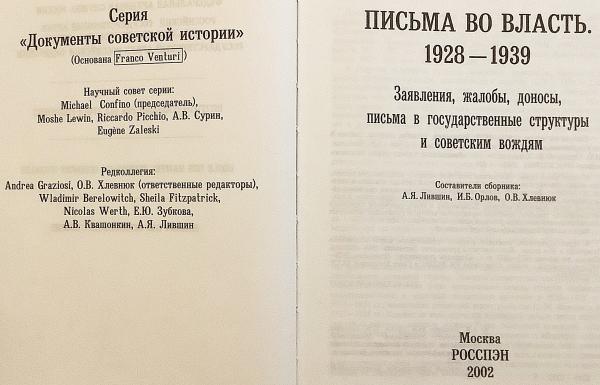 Серия
«Документы советской истории»
(Основана Franco Venturi)
Научный совет серии:
Michael Confino (председатель),
Moshe Lewin, Riccardo Picchio, А.В. Сурин,
Eugène Zaleski
Редколлегия:
Andrea Graziosi, О.В. Хлевнюк (ответственные редакторы),
Wladimir Berelowitch, Sheila Fitzpatrick,
Nicolas Werth, Е.Ю. Зубкова,
А.В. Квашонкин, А.Я. Лившин
ПИСЬМА ВО ВЛАСТЬ.
1928—1939
Заявления, жалобы, доносы,
письма в государственные структуры
и советским вождям
Составители сборника:
А.Я. Лившин, И.Б. Орлов, О.В. Хлевнюк
Москва
РОССПЭН
2002